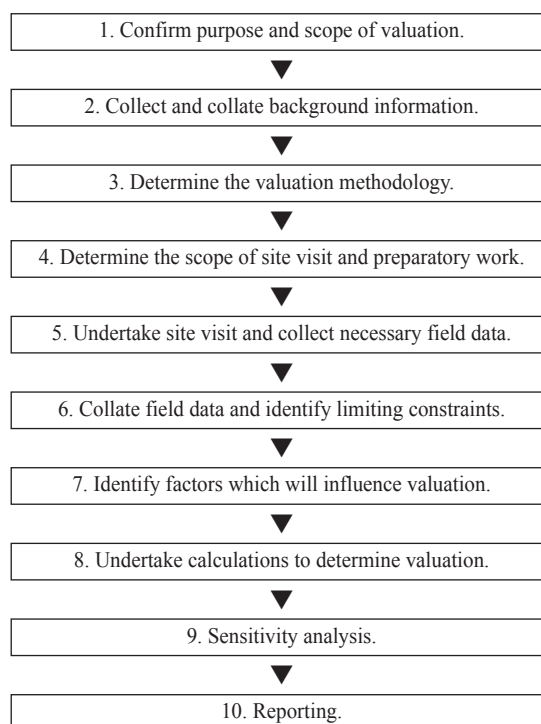 1. Confirm purpose and scope of valuation.
2. Collect and collate background information.
3. Determine the valuation methodology.
4. Determine the scope of site visit and preparatory work.
5. Undertake site visit and collect necessary field data.
6. Collate field data and identify limiting constraints.
7. Identify factors which will influence valuation.
8. Undertake calculations to determine valuation.
9. Sensitivity analysis.
10. Reporting.